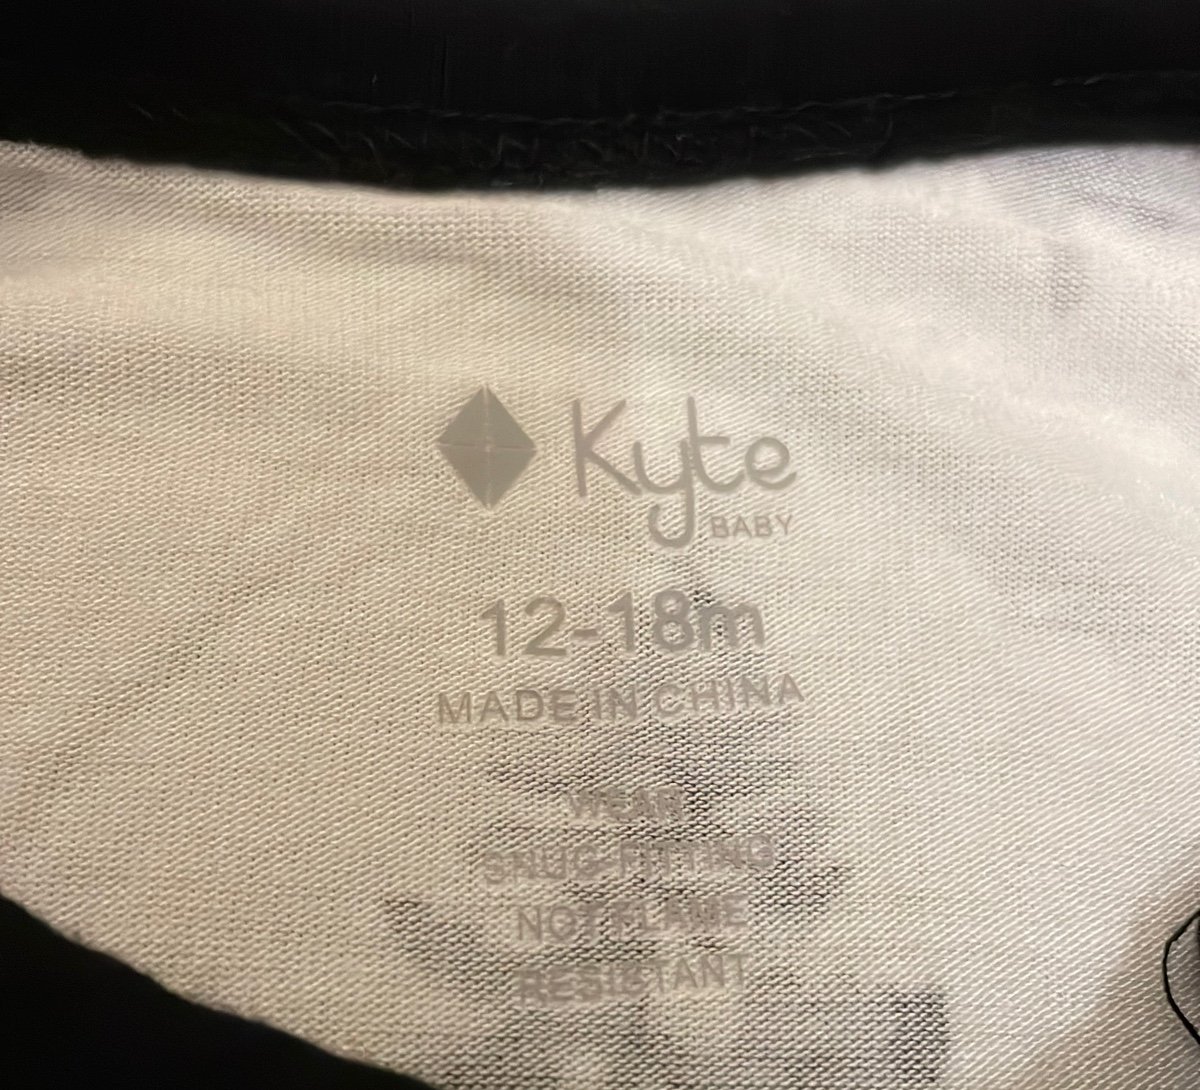 Kyte
BABY
12-18m
MADE IN CHINA
WEAR
SNUG-FITTING
NOT FLAME
RESISTANT